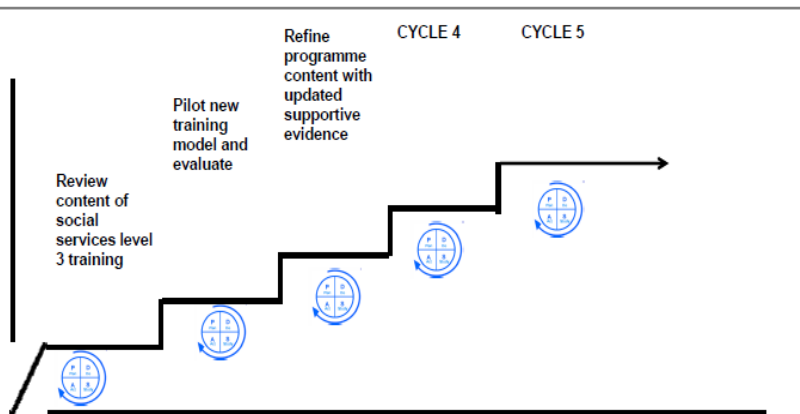 Refine
programme
content with
updated
supportive
evidence
CYCLE 4
CYCLE 5
Pilot new
training
model and
evaluate
Review
content of
social
services level
3 training
P D
A S
P D
A S
P D
A S
P D
A S
P D
A S